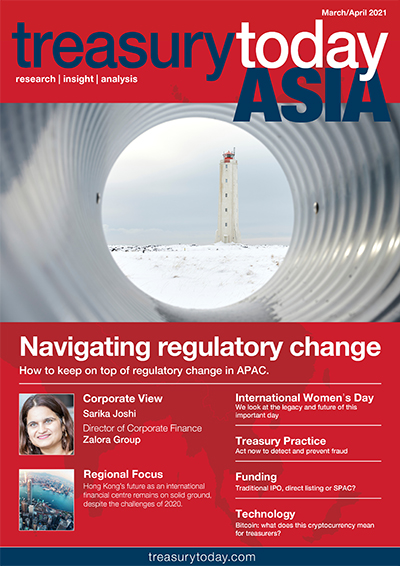 March/April 2021
treasurytoday
research | insight | analysis
ASIA
Navigating regulatory change
How to keep on top of regulatory change in APAC.
Corporate View
Sarika Joshi
Director of Corporate Finance
Zalora Group
Regional Focus
Hong Kong's future as an international
financial centre remains on solid ground,
despite the challenges of 2020.
International Women's Day
We look at the legacy and future of this
important day
Treasury Practice
Act now to detect and prevent fraud
Funding
Traditional IPO, direct listing or SPAC?
Technology
Bitcoin: what does this cryptocurrency mean
for treasurers?
treasurytoday.com